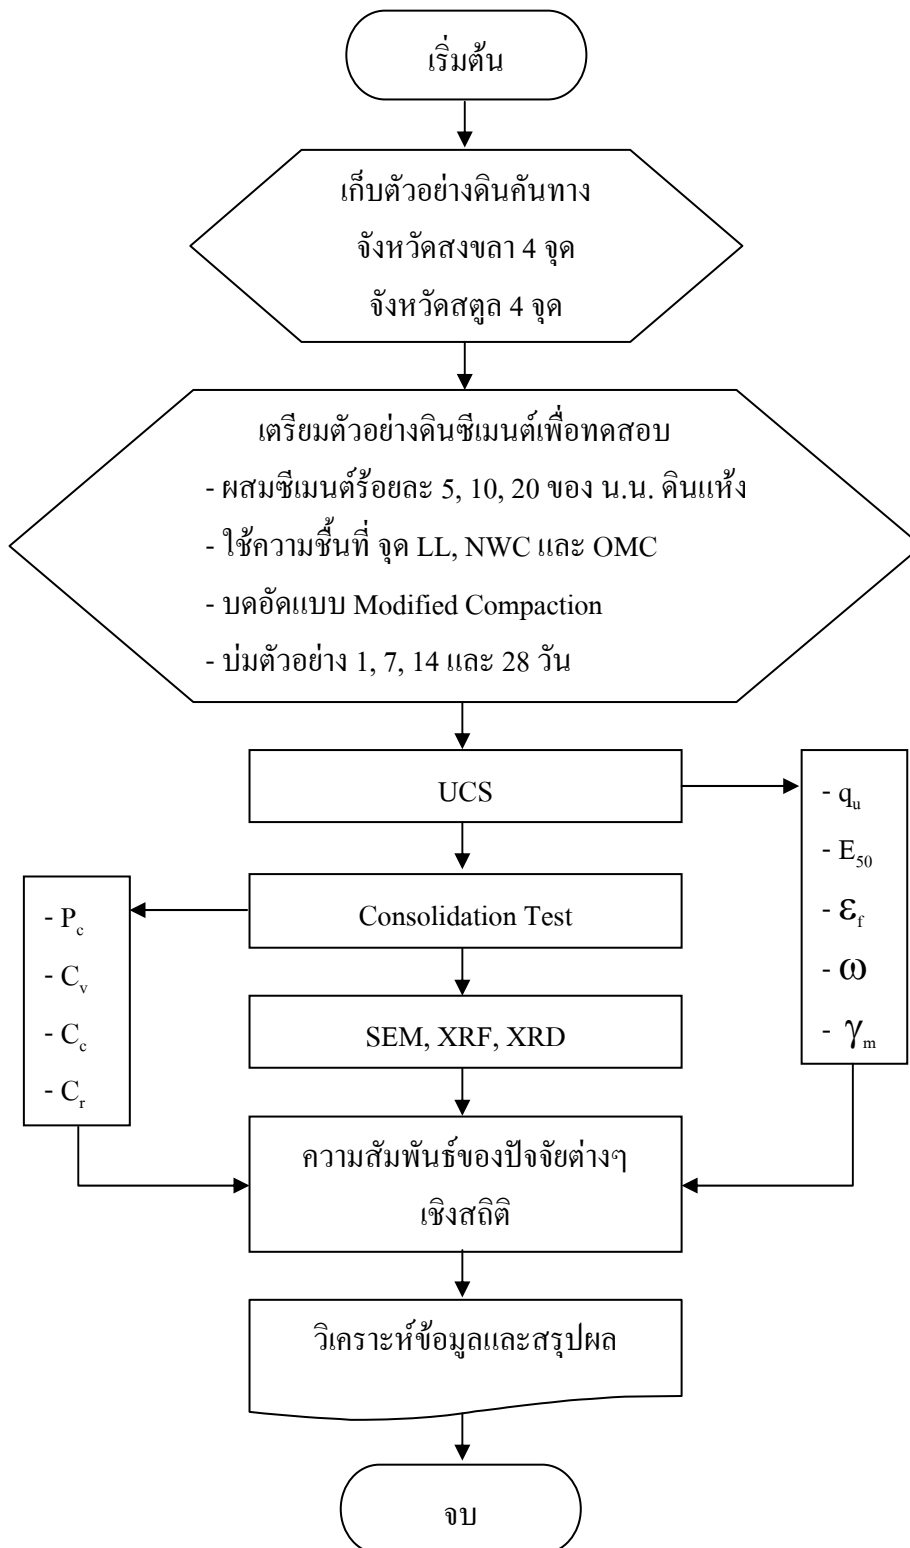 เริ่มต้น
เก็บตัวอย่างดินคันทาง
จังหวัดสงขลา 4 จุด
จังหวัดสตูล 4 จุด
เตรียมตัวอย่างดินซีเมนต์เพื่อทดสอบ
- ผสมซีเมนต์ร้อยละ 5, 10, 20 ของ น.น. ดินแห้ง
- ใช้ความชื้นที่ จุด LL, NWC และ OMC
- บดอัดแบบ Modified Compaction
- บ่มตัวอย่าง 1, 7, 14 และ 28 วัน
UCS
- qᵤ
- E₅₀
- ε_f
- ω
- γₘ
Consolidation Test
- P_c
- Cᵥ
- C_c
- Cᵣ
SEM, XRF, XRD
ความสัมพันธ์ของปัจจัยต่างๆ
เชิงสถิติ
วิเคราะห์ข้อมูลและสรุปผล
จบ